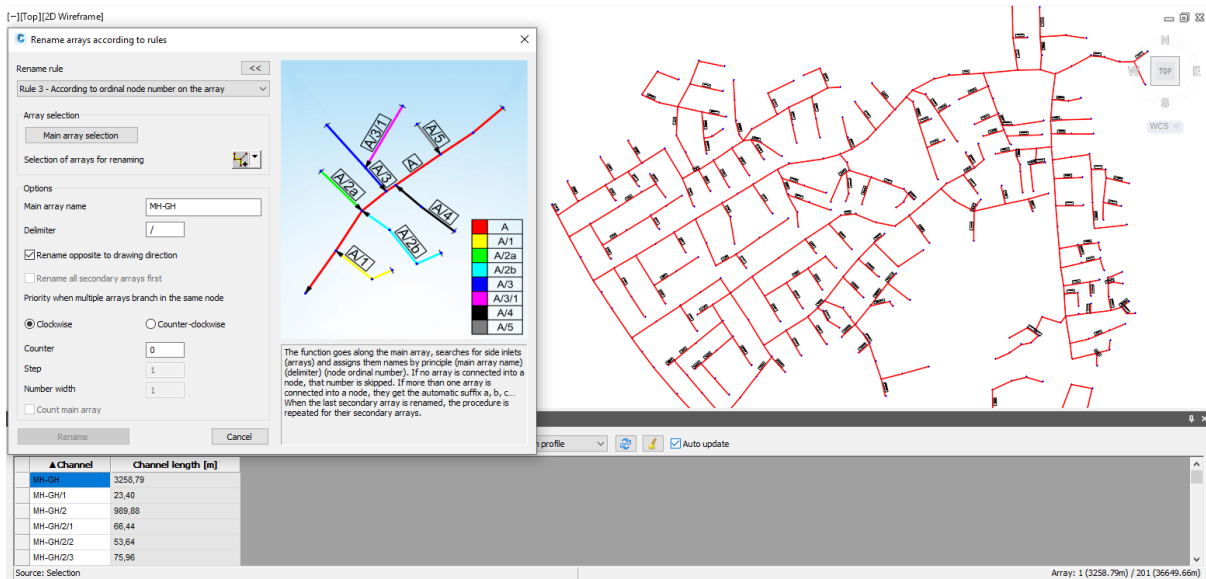 [−][Top][2D Wireframe]
Rename arrays according to rules
Rename rule
<<
Rule 3 - According to ordinal node number on the array
Array selection
Main array selection
Selection of arrays for renaming
Options
Main array name
MH-GH
Delimiter
/
Rename opposite to drawing direction
Rename all secondary arrays first
Priority when multiple arrays branch in the same node
Clockwise
Counter-clockwise
Counter
0
Step
1
Number width
1
Count main array
Rename
Cancel
A/3/1
A/5
A
A/3
A/2a
A/4
A/2b
A/1
A
A/1
A/2a
A/2b
A/3
A/3/1
A/4
A/5
The function goes along the main array, searches for side inlets
(arrays) and assigns them names by principle (main array name)
(delimiter) (node ordinal number). If no array is connected into a
node, that number is skipped. If more than one array is
connected into a node, they get the automatic suffix a, b, c...
When the last secondary array is renamed, the procedure is
repeated for their secondary arrays.
N
W
TOP
E
S
WCS
profile
Auto update
▲Channel
Channel length [m]
MH-GH
3258,79
MH-GH/1
23,40
MH-GH/2
989,88
MH-GH/2/1
66,44
MH-GH/2/2
53,64
MH-GH/2/3
75,96
Source: Selection
Array: 1 (3258.79m) / 201 (36649.66m)